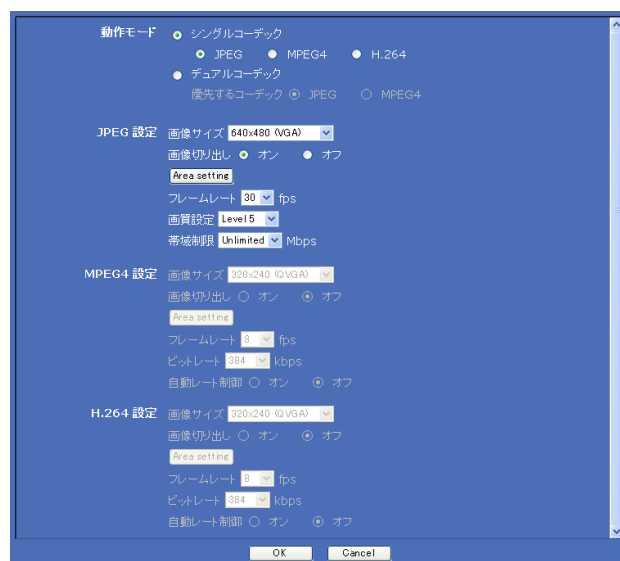 動作モード シングルコーデック
JPEG MPEG4 H.264
デュアルコーデック
優先するコーデック JPEG MPEG4
JPEG 設定 画像サイズ 640x480 (VGA)
画像切り出し オン オフ
Area setting
フレームレート 30 fps
画質設定 Level 5
帯域制限 Unlimited Mbps
MPEG4 設定 画像サイズ 320x240 (QVGA)
画像切り出し オン オフ
Area setting
フレームレート 8 fps
ビットレート 384 kbps
自動レート制御 オン オフ
H.264 設定 画像サイズ 320x240 (QVGA)
画像切り出し オン オフ
Area setting
フレームレート 8 fps
ビットレート 384 kbps
自動レート制御 オン オフ
OK Cancel